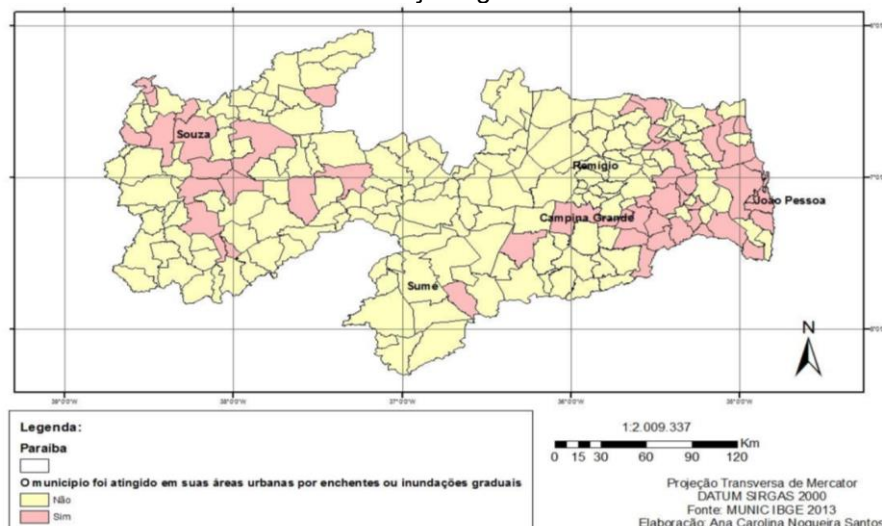 Souza
Remigio
João Pessoa
Campina Grande
Sumé
N
Legenda:
Paraiba
O município foi atingido em suas áreas urbanas por enchentes ou inundações graduais
Não
Sim
1:2.009.337
Km
0 15 30 60 90 120
Projeção Transversa de Mercator
DATUM SIRGAS 2000
Fonte: MUNIC IBGE 2013
Elaboração: Ana Carolina Nogueira Santos